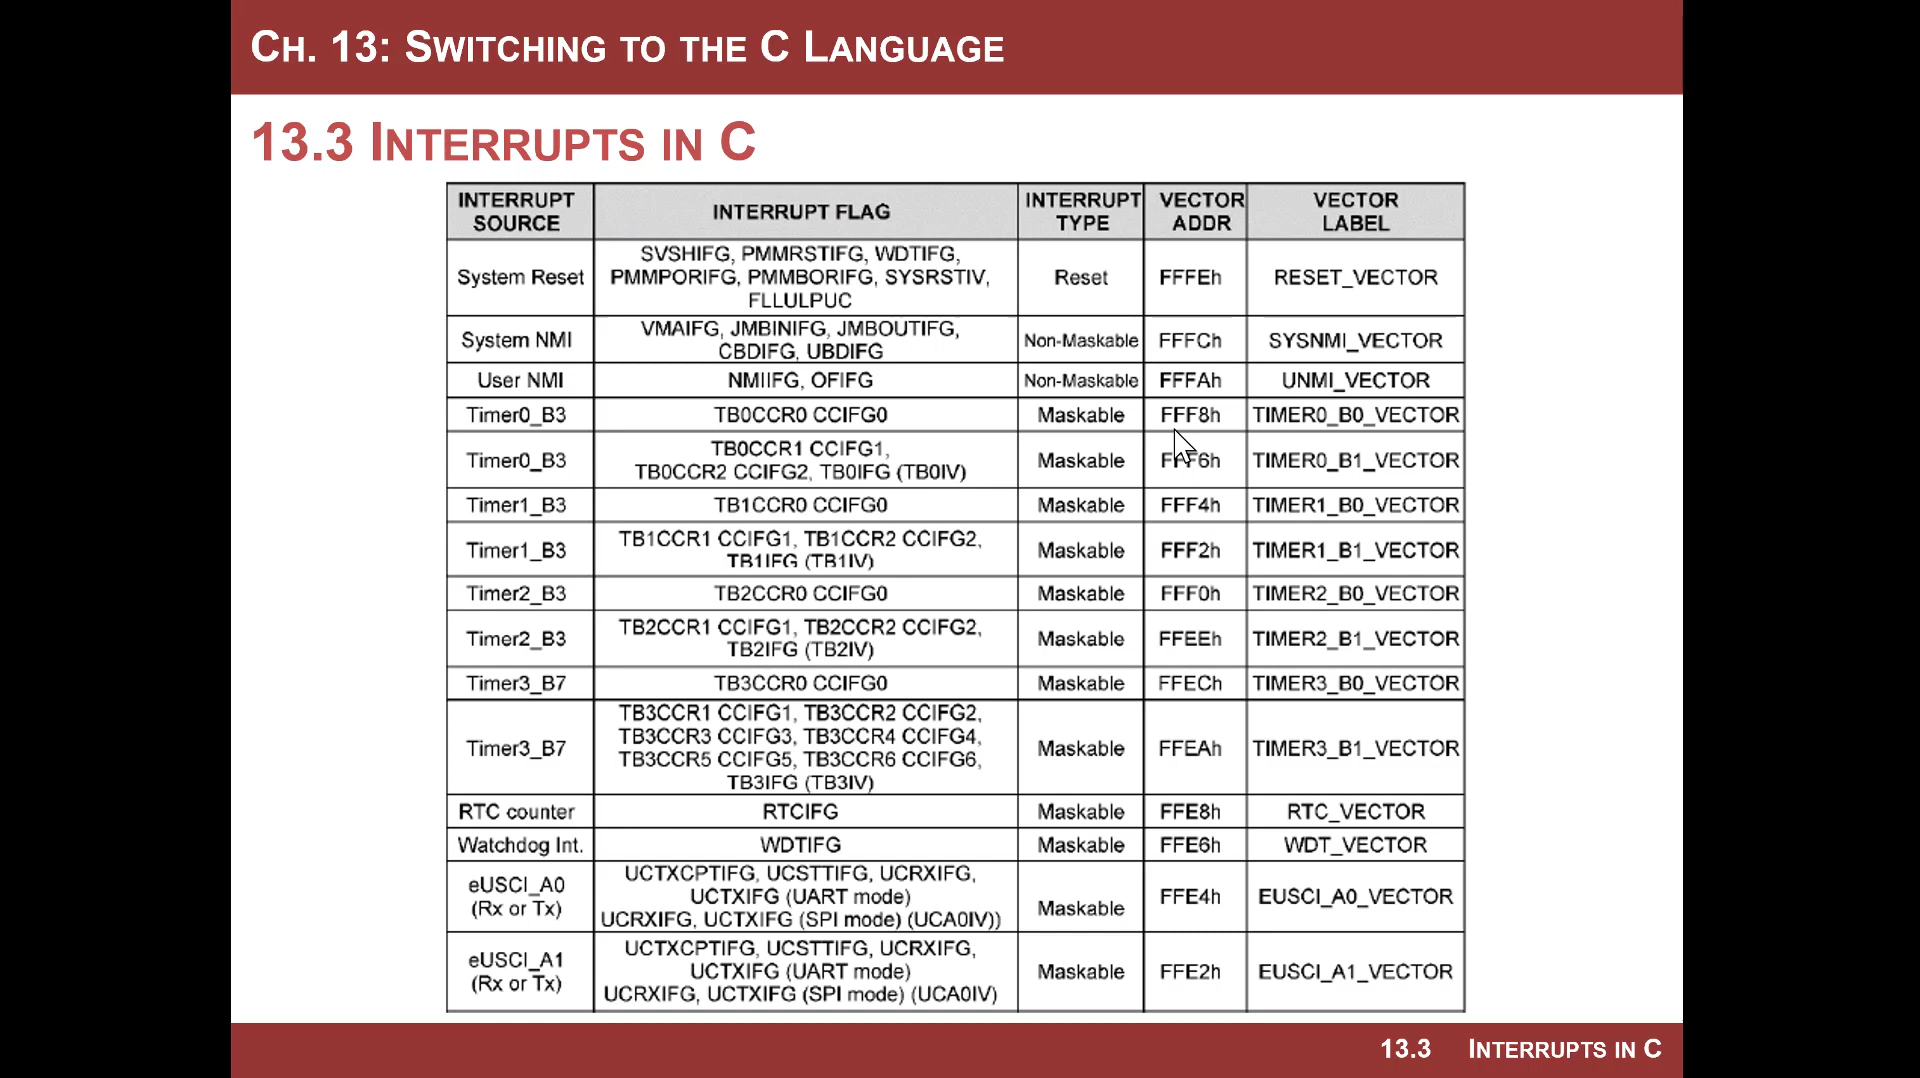 CH. 13: SWITCHING TO THE C LANGUAGE
13.3 INTERRUPTS IN C
INTERRUPT SOURCE INTERRUPT FLAG INTERRUPT TYPE VECTOR ADDR VECTOR LABEL
System Reset SVSHIFG, PMMRSTIFG, WDTIFG,
PMMPORIFG, PMMBORIFG, SYSRSTIV,
FLLULPUC Reset FFFEh RESET_VECTOR
System NMI VMAIFG, JMBINIFG, JMBOUTIFG,
CBDIFG, UBDIFG Non-Maskable FFFCh SYSNMI_VECTOR
User NMI NMIIFG, OFIFG Non-Maskable FFFAh UNMI_VECTOR
Timer0_B3 TB0CCR0 CCIFG0 Maskable FFF8h TIMER0_B0_VECTOR
Timer0_B3 TB0CCR1 CCIFG1,
TB0CCR2 CCIFG2, TB0IFG (TB0IV) Maskable FFF6h TIMER0_B1_VECTOR
Timer1_B3 TB1CCR0 CCIFG0 Maskable FFF4h TIMER1_B0_VECTOR
Timer1_B3 TB1CCR1 CCIFG1, TB1CCR2 CCIFG2,
TB1IFG (TB1IV) Maskable FFF2h TIMER1_B1_VECTOR
Timer2_B3 TB2CCR0 CCIFG0 Maskable FFF0h TIMER2_B0_VECTOR
Timer2_B3 TB2CCR1 CCIFG1, TB2CCR2 CCIFG2,
TB2IFG (TB2IV) Maskable FFEEh TIMER2_B1_VECTOR
Timer3_B7 TB3CCR0 CCIFG0 Maskable FFECh TIMER3_B0_VECTOR
Timer3_B7 TB3CCR1 CCIFG1, TB3CCR2 CCIFG2,
TB3CCR3 CCIFG3, TB3CCR4 CCIFG4,
TB3CCR5 CCIFG5, TB3CCR6 CCIFG6,
TB3IFG (TB3IV) Maskable FFEAh TIMER3_B1_VECTOR
RTC counter RTCIFG Maskable FFE8h RTC_VECTOR
Watchdog Int. WDTIFG Maskable FFE6h WDT_VECTOR
eUSCI_A0
(Rx or Tx) UCTXCPTIFG, UCSTTIFG, UCRXIFG,
UCTXIFG (UART mode)
UCRXIFG, UCTXIFG (SPI mode) (UCA0IV)) Maskable FFE4h EUSCI_A0_VECTOR
eUSCI_A1
(Rx or Tx) UCTXCPTIFG, UCSTTIFG, UCRXIFG,
UCTXIFG (UART mode)
UCRXIFG, UCTXIFG (SPI mode) (UCA0IV) Maskable FFE2h EUSCI_A1_VECTOR
13.3 INTERRUPTS IN C